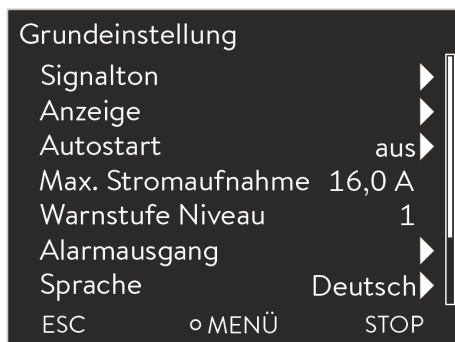 Grundeinstellung
Signalton
Anzeige
Autostart aus
Max. Stromaufnahme 16,0 A
Warnstufe Niveau 1
Alarmausgang
Sprache Deutsch
ESC MENÜ STOP